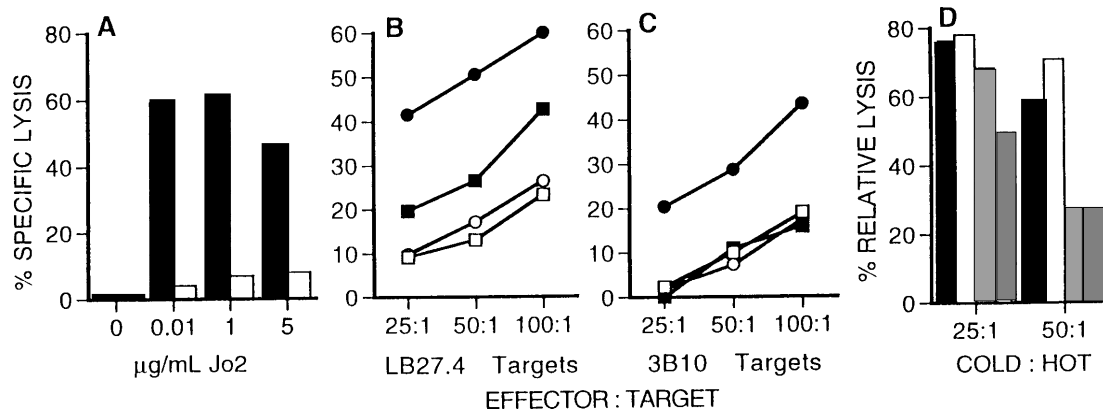 A
B
C
D
% SPECIFIC LYSIS
80
60
40
20
0
0 0.01 1 5
µg/mL Jo2
60
50
40
30
20
10
0
25:1 50:1 100:1
LB27.4 Targets
60
50
40
30
20
10
0
25:1 50:1 100:1
3B10 Targets
EFFECTOR : TARGET
% RELATIVE LYSIS
80
60
40
20
0
25:1 50:1
COLD : HOT